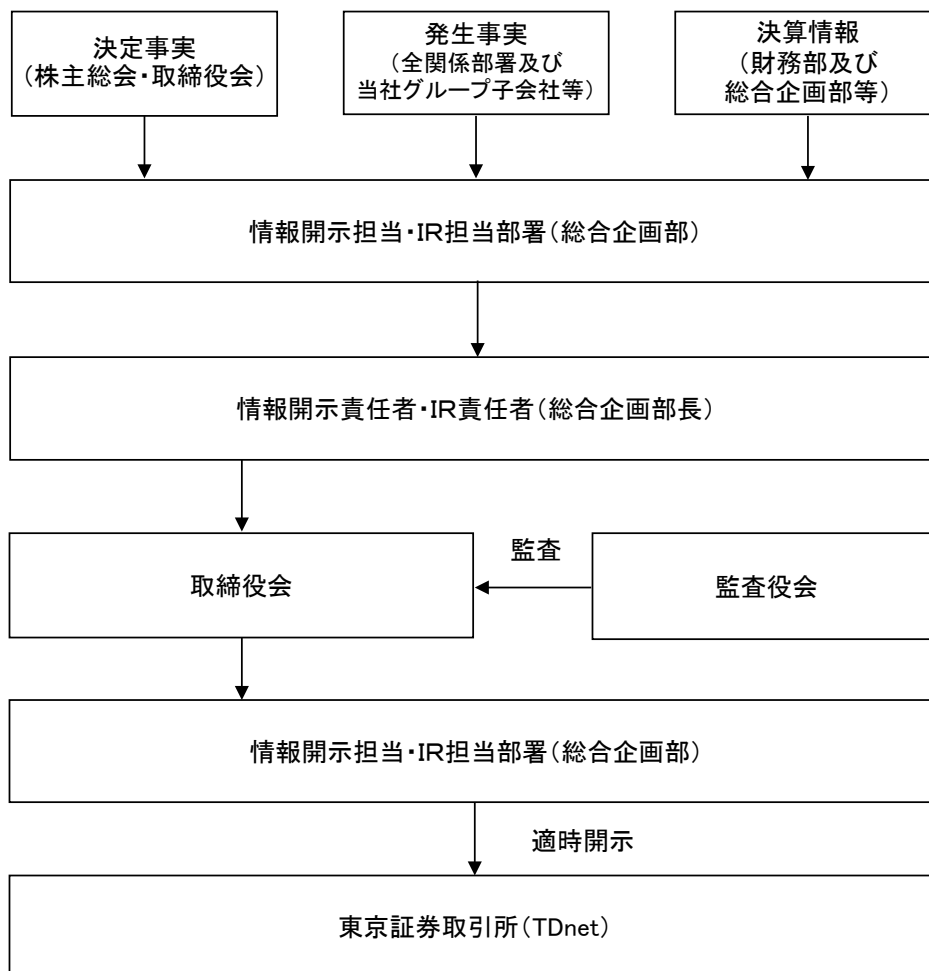 決定事実
（株主総会・取締役会）
発生事実
（全関係部署及び
当社グループ子会社等）
決算情報
（財務部及び
総合企画部等）
情報開示担当・IR担当部署（総合企画部）
情報開示責任者・IR責任者（総合企画部長）
取締役会
監査
監査役会
情報開示担当・IR担当部署（総合企画部）
適時開示
東京証券取引所（TDnet）